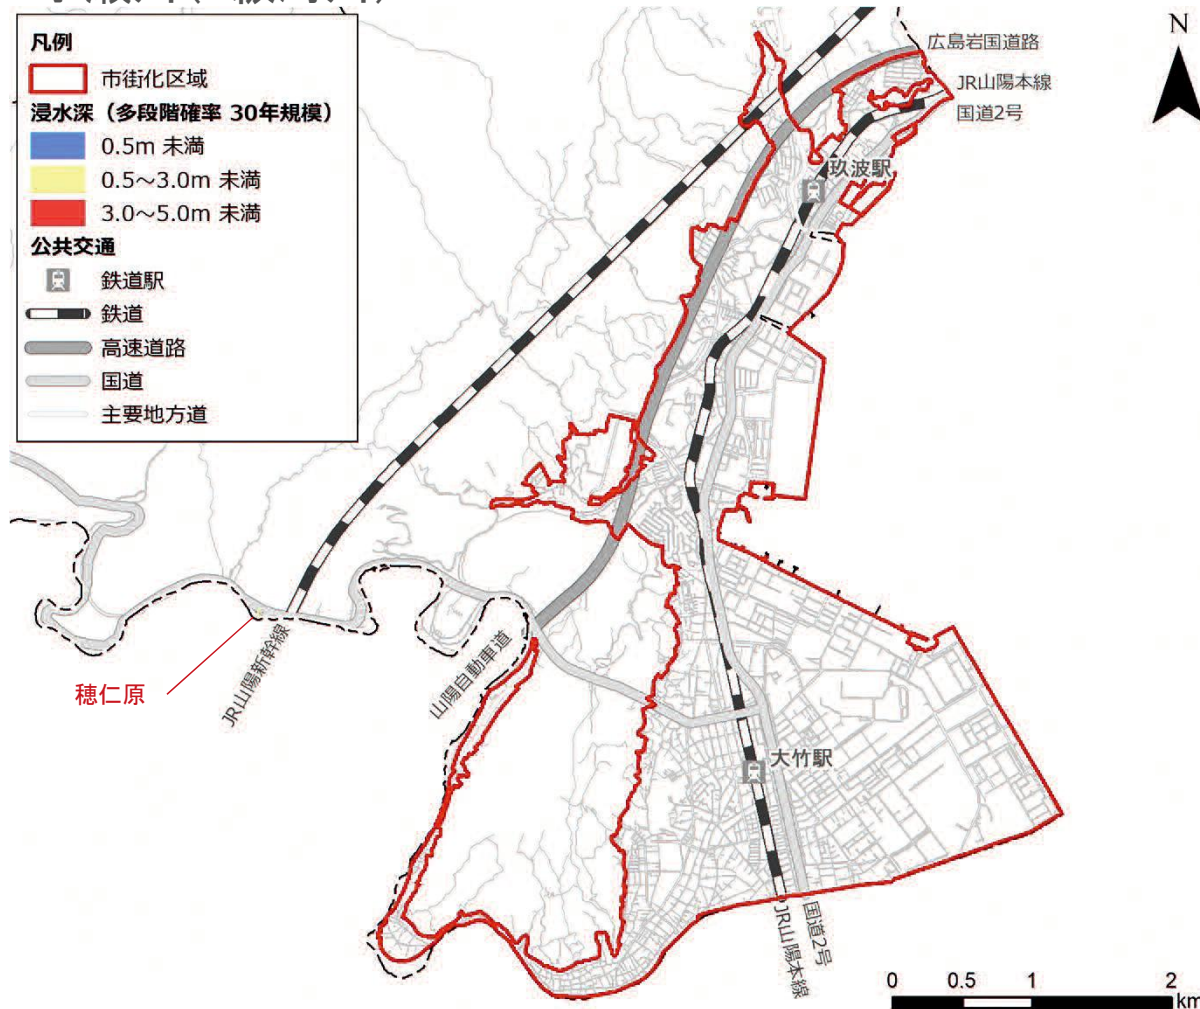 凡例
市街化区域
浸水深（多段階確率 30年規模）
0.5m 未満
0.5～3.0m 未満
3.0～5.0m 未満
公共交通
鉄道駅
鉄道
高速道路
国道
主要地方道
N
広島岩国道路
JR山陽本線
国道2号
玖波駅
穂仁原
JR山陽新幹線
山陽自動車道
大竹駅
JR山陽本線
国道2号
0 0.5 1 2
km